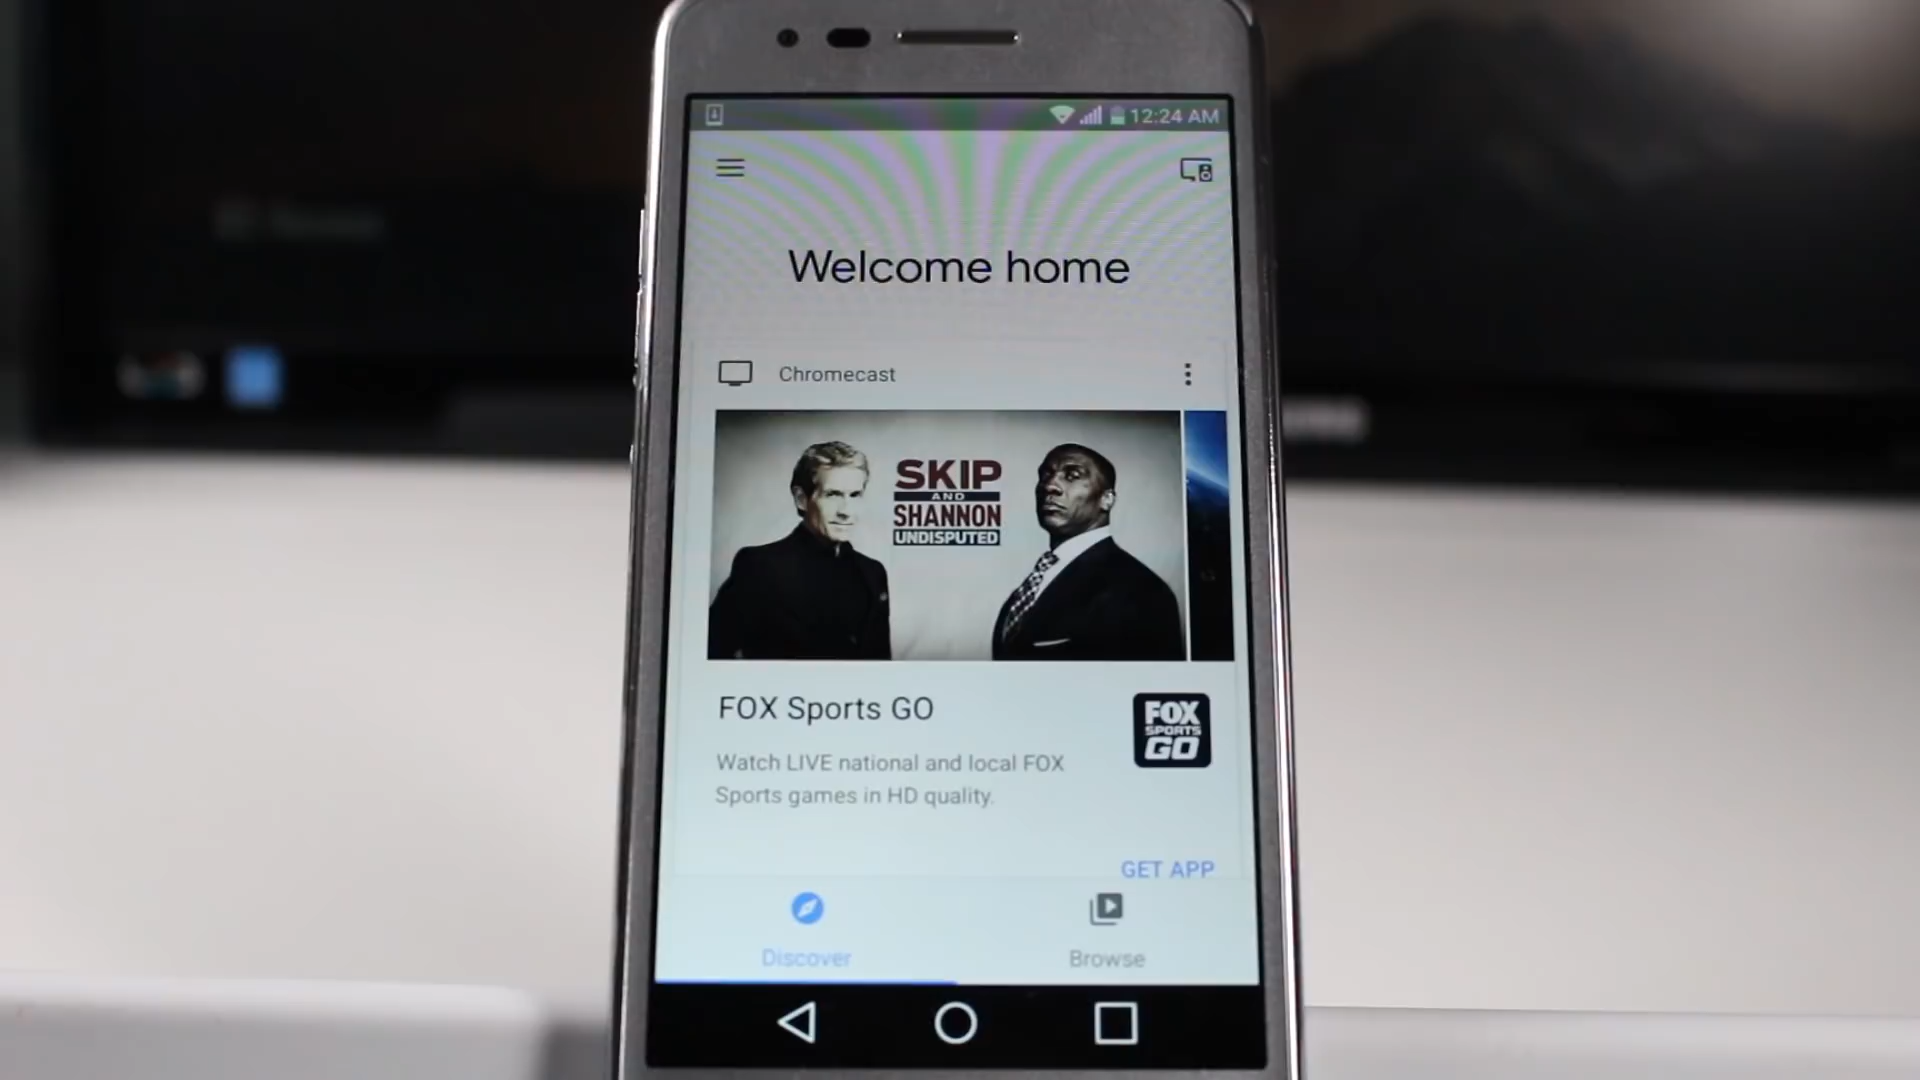 12:24 AM
Welcome home
Chromecast
SKIP
AND
SHANNON
UNDISPUTED
FOX Sports GO
FOX
SPORTS
GO
Watch LIVE national and local FOX
Sports games in HD quality.
GET APP
Discover
Browse